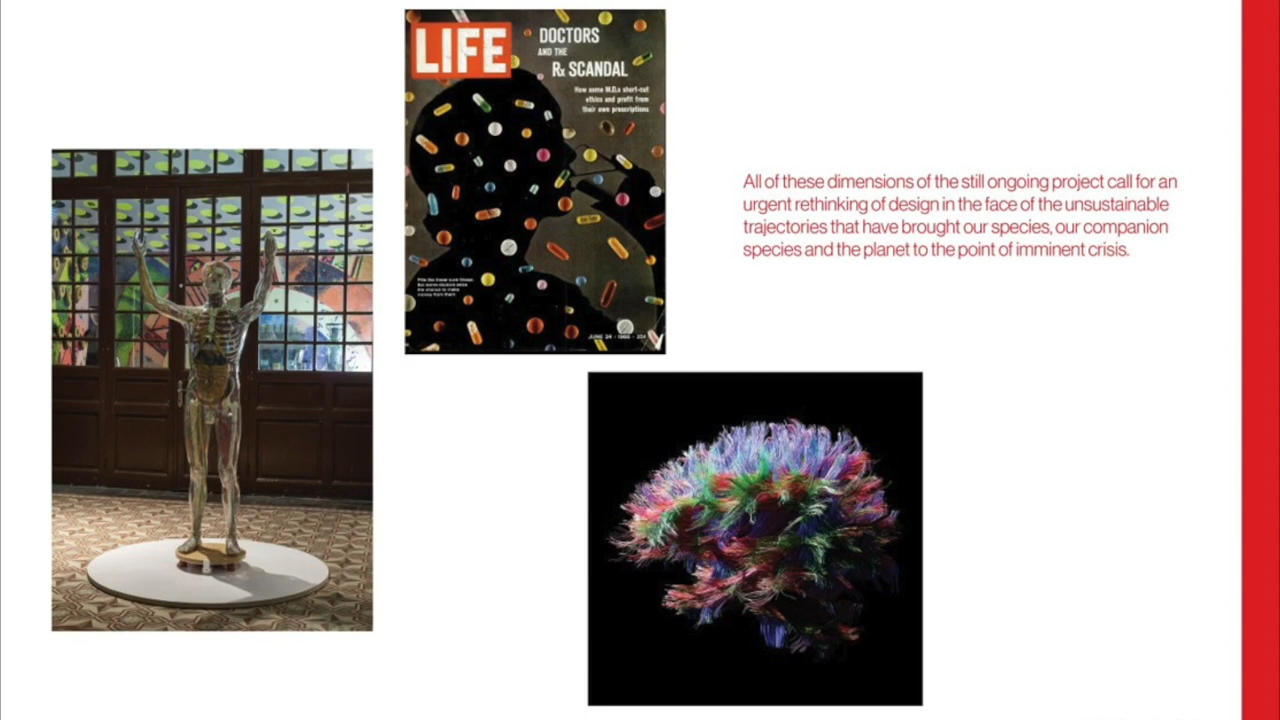 LIFE
DOCTORS
AND THE
Rx SCANDAL
How some M.D.s short-cut
ethics and profit from
their own prescriptions
JUNE 24 · 1966 ·
All of these dimensions of the still ongoing project call for an
urgent rethinking of design in the face of the unsustainable
trajectories that have brought our species, our companion
species and the planet to the point of imminent crisis.